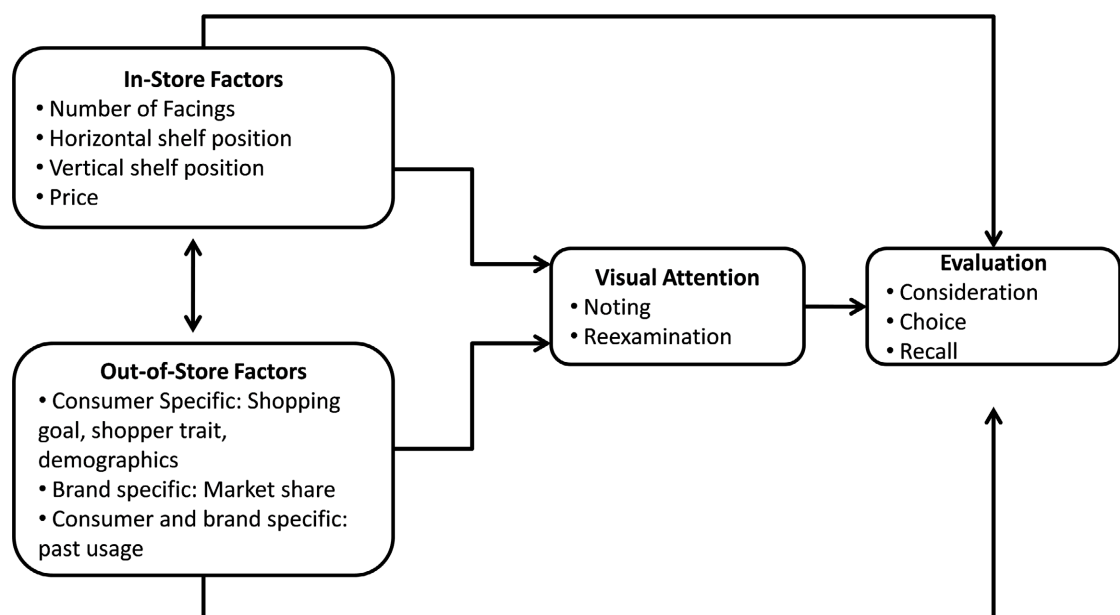 In-Store Factors
• Number of Facings
• Horizontal shelf position
• Vertical shelf position
• Price
Out-of-Store Factors
• Consumer Specific: Shopping
goal, shopper trait,
demographics
• Brand specific: Market share
• Consumer and brand specific:
past usage
Visual Attention
• Noting
• Reexamination
Evaluation
• Consideration
• Choice
• Recall